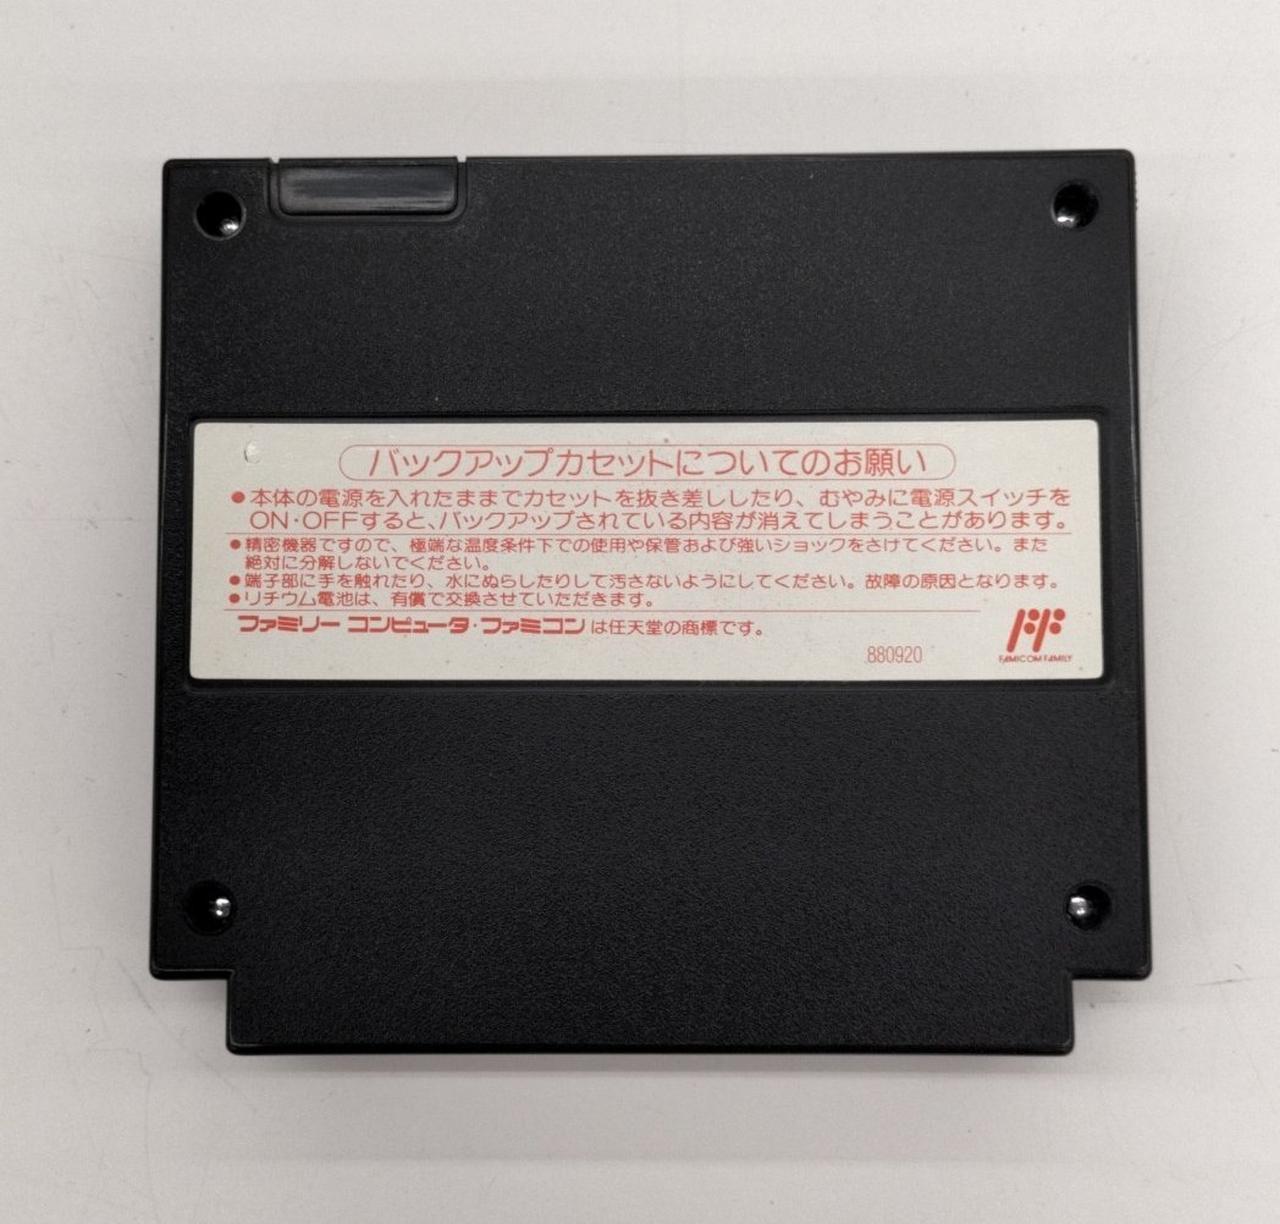 バックアップカセットについてのお願い
●本体の電源を入れたままでカセットを抜き差ししたり、むやみに電源スイッチを
ON・OFFすると、バックアップされている内容が消えてしまうことがあります。
●精密機器ですので、極端な温度条件下での使用や保管および強いショックをさけてください。また
絶対に分解しないでください。
●端子部に手を触れたり、水にぬらしたりして汚さないようにしてください。故障の原因となります。
●リチウム電池は、有償で交換させていただきます。
ファミリー コンピュータ・ファミコン は任天堂の商標です。
880920
FF
FAMICOM FAMILY